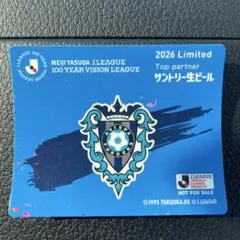 MEIJI YASUDA J.LEAGUE
100 YEAR VISION LEAGUE
2026 Limited
Top partner
サントリー生ビール
J.LEAGUE
NOT FOR SALE
©1995 FUKUOKA.BX ©J.LEAGUE